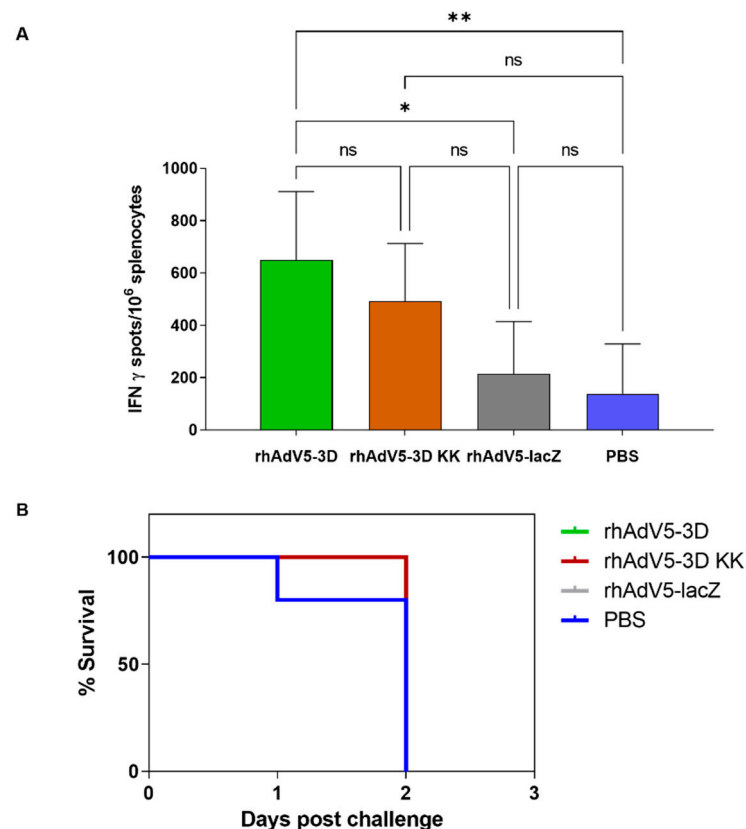 A
**
ns
*
ns ns ns
IFN γ spots/10⁶ splenocytes
1000
800
600
400
200
0
rhAdV5-3D rhAdV5-3D KK rhAdV5-lacZ PBS
B
% Survival
100
50
0
0 1 2 3
Days post challenge
rhAdV5-3D
rhAdV5-3D KK
rhAdV5-lacZ
PBS